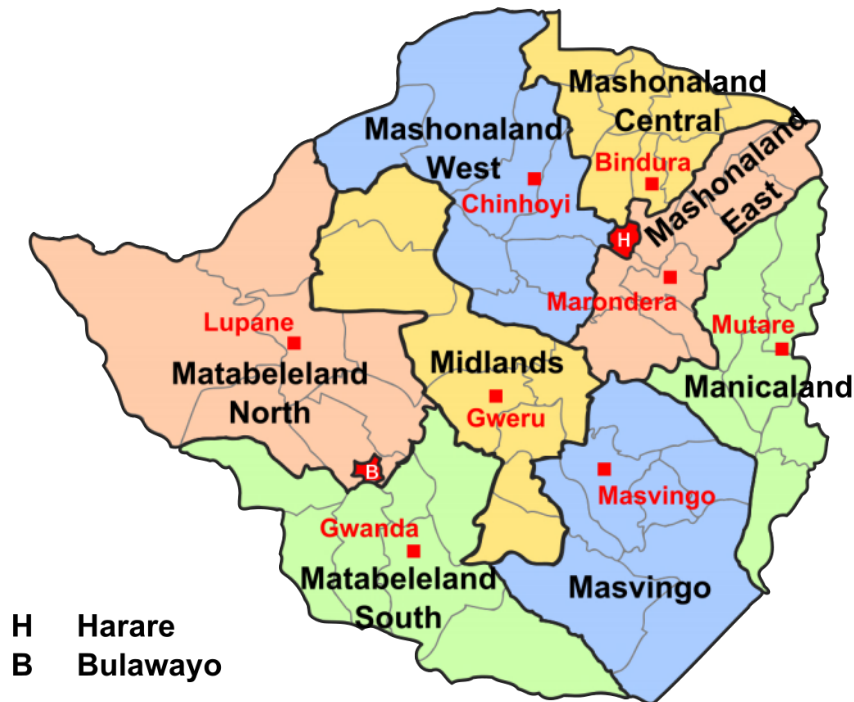 Mashonaland
Central
Mashonaland
West
Bindura
Chinhoyi
Mashonaland
East
H
Marondera
Lupane
Mutare
Matabeleland
North
Midlands
Manicaland
Gweru
B
Masvingo
Gwanda
Matabeleland
South
Masvingo
H Harare
B Bulawayo